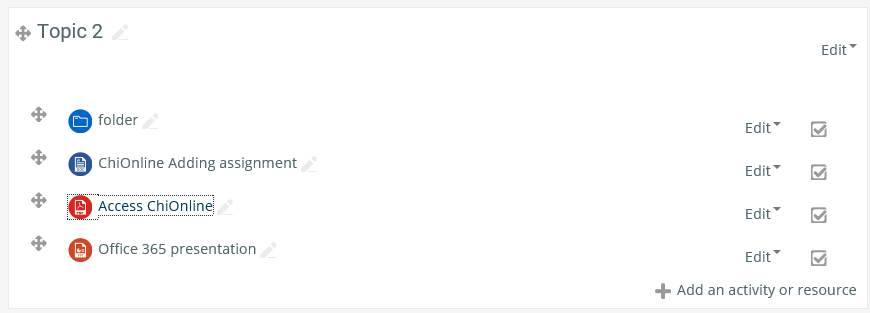 Topic 2
Edit
folder
Edit
ChiOnline Adding assignment
Edit
Access ChiOnline
Edit
Office 365 presentation
Edit
Add an activity or resource